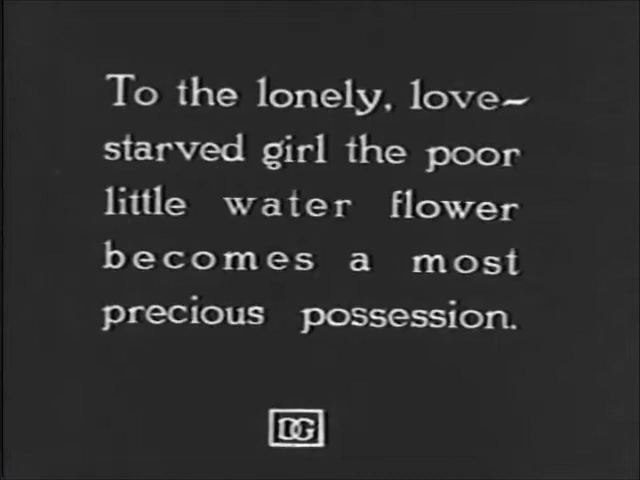 To the lonely, love-
starved girl the poor
little water flower
becomes a most
precious possession.
DG